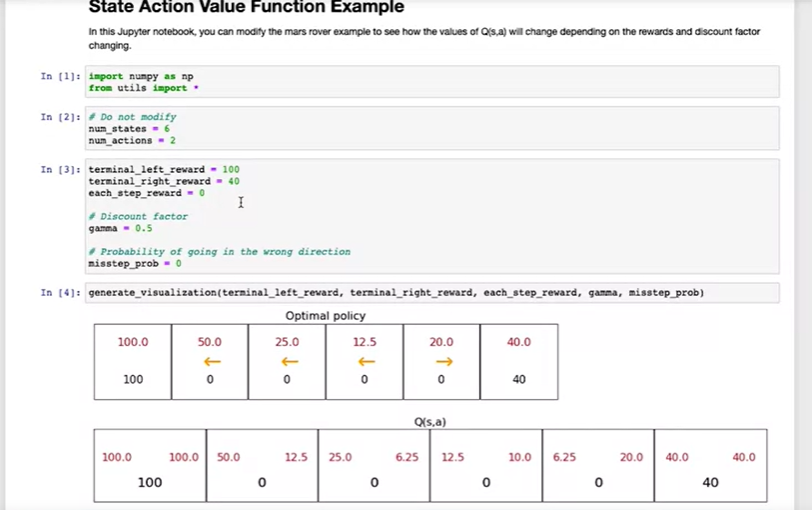 State Action Value Function Example
In this Jupyter notebook, you can modify the mars rover example to see how the values of Q(s,a) will change depending on the rewards and discount factor
changing.
In [1]: import numpy as np
from utils import *
In [2]: # Do not modify
num_states = 6
num_actions = 2
In [3]: terminal_left_reward = 100
terminal_right_reward = 40
each_step_reward = 0
# Discount factor
gamma = 0.5
# Probability of going in the wrong direction
misstep_prob = 0
In [4]: generate_visualization(terminal_left_reward, terminal_right_reward, each_step_reward, gamma, misstep_prob)
Optimal policy
100.0 50.0 25.0 12.5 20.0 40.0
← ← ← →
100 0 0 0 0 40
Q(s,a)
100.0 100.0 50.0 12.5 25.0 6.25 12.5 10.0 6.25 20.0 40.0 40.0
100 0 0 0 0 40